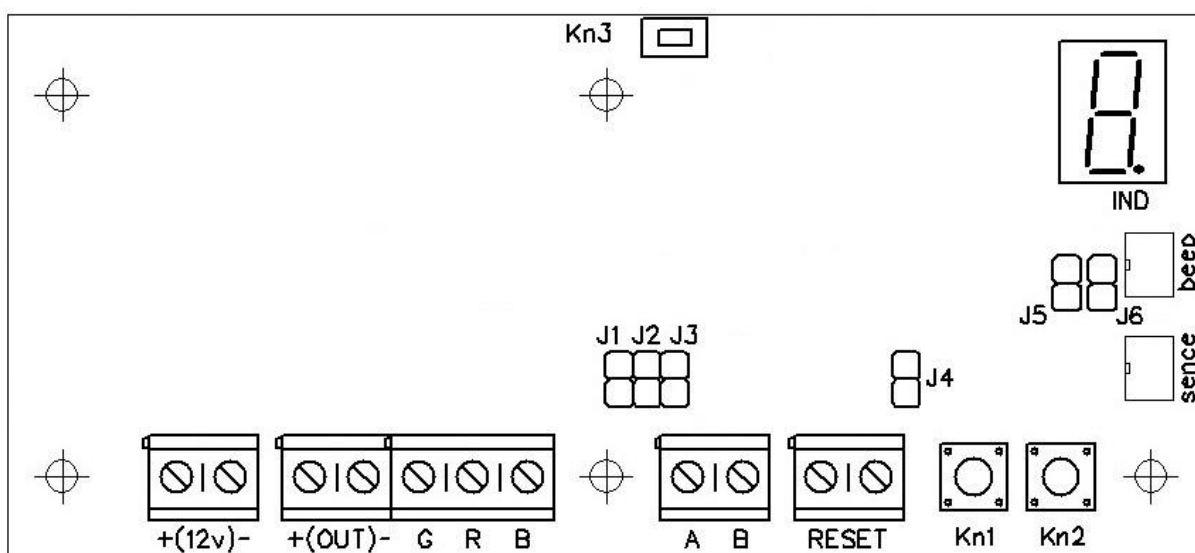 Kn3
IND
beep
J5 J6
J1 J2 J3
sence
J4
+(12v)- +(OUT)- G R B A B RESET Kn1 Kn2